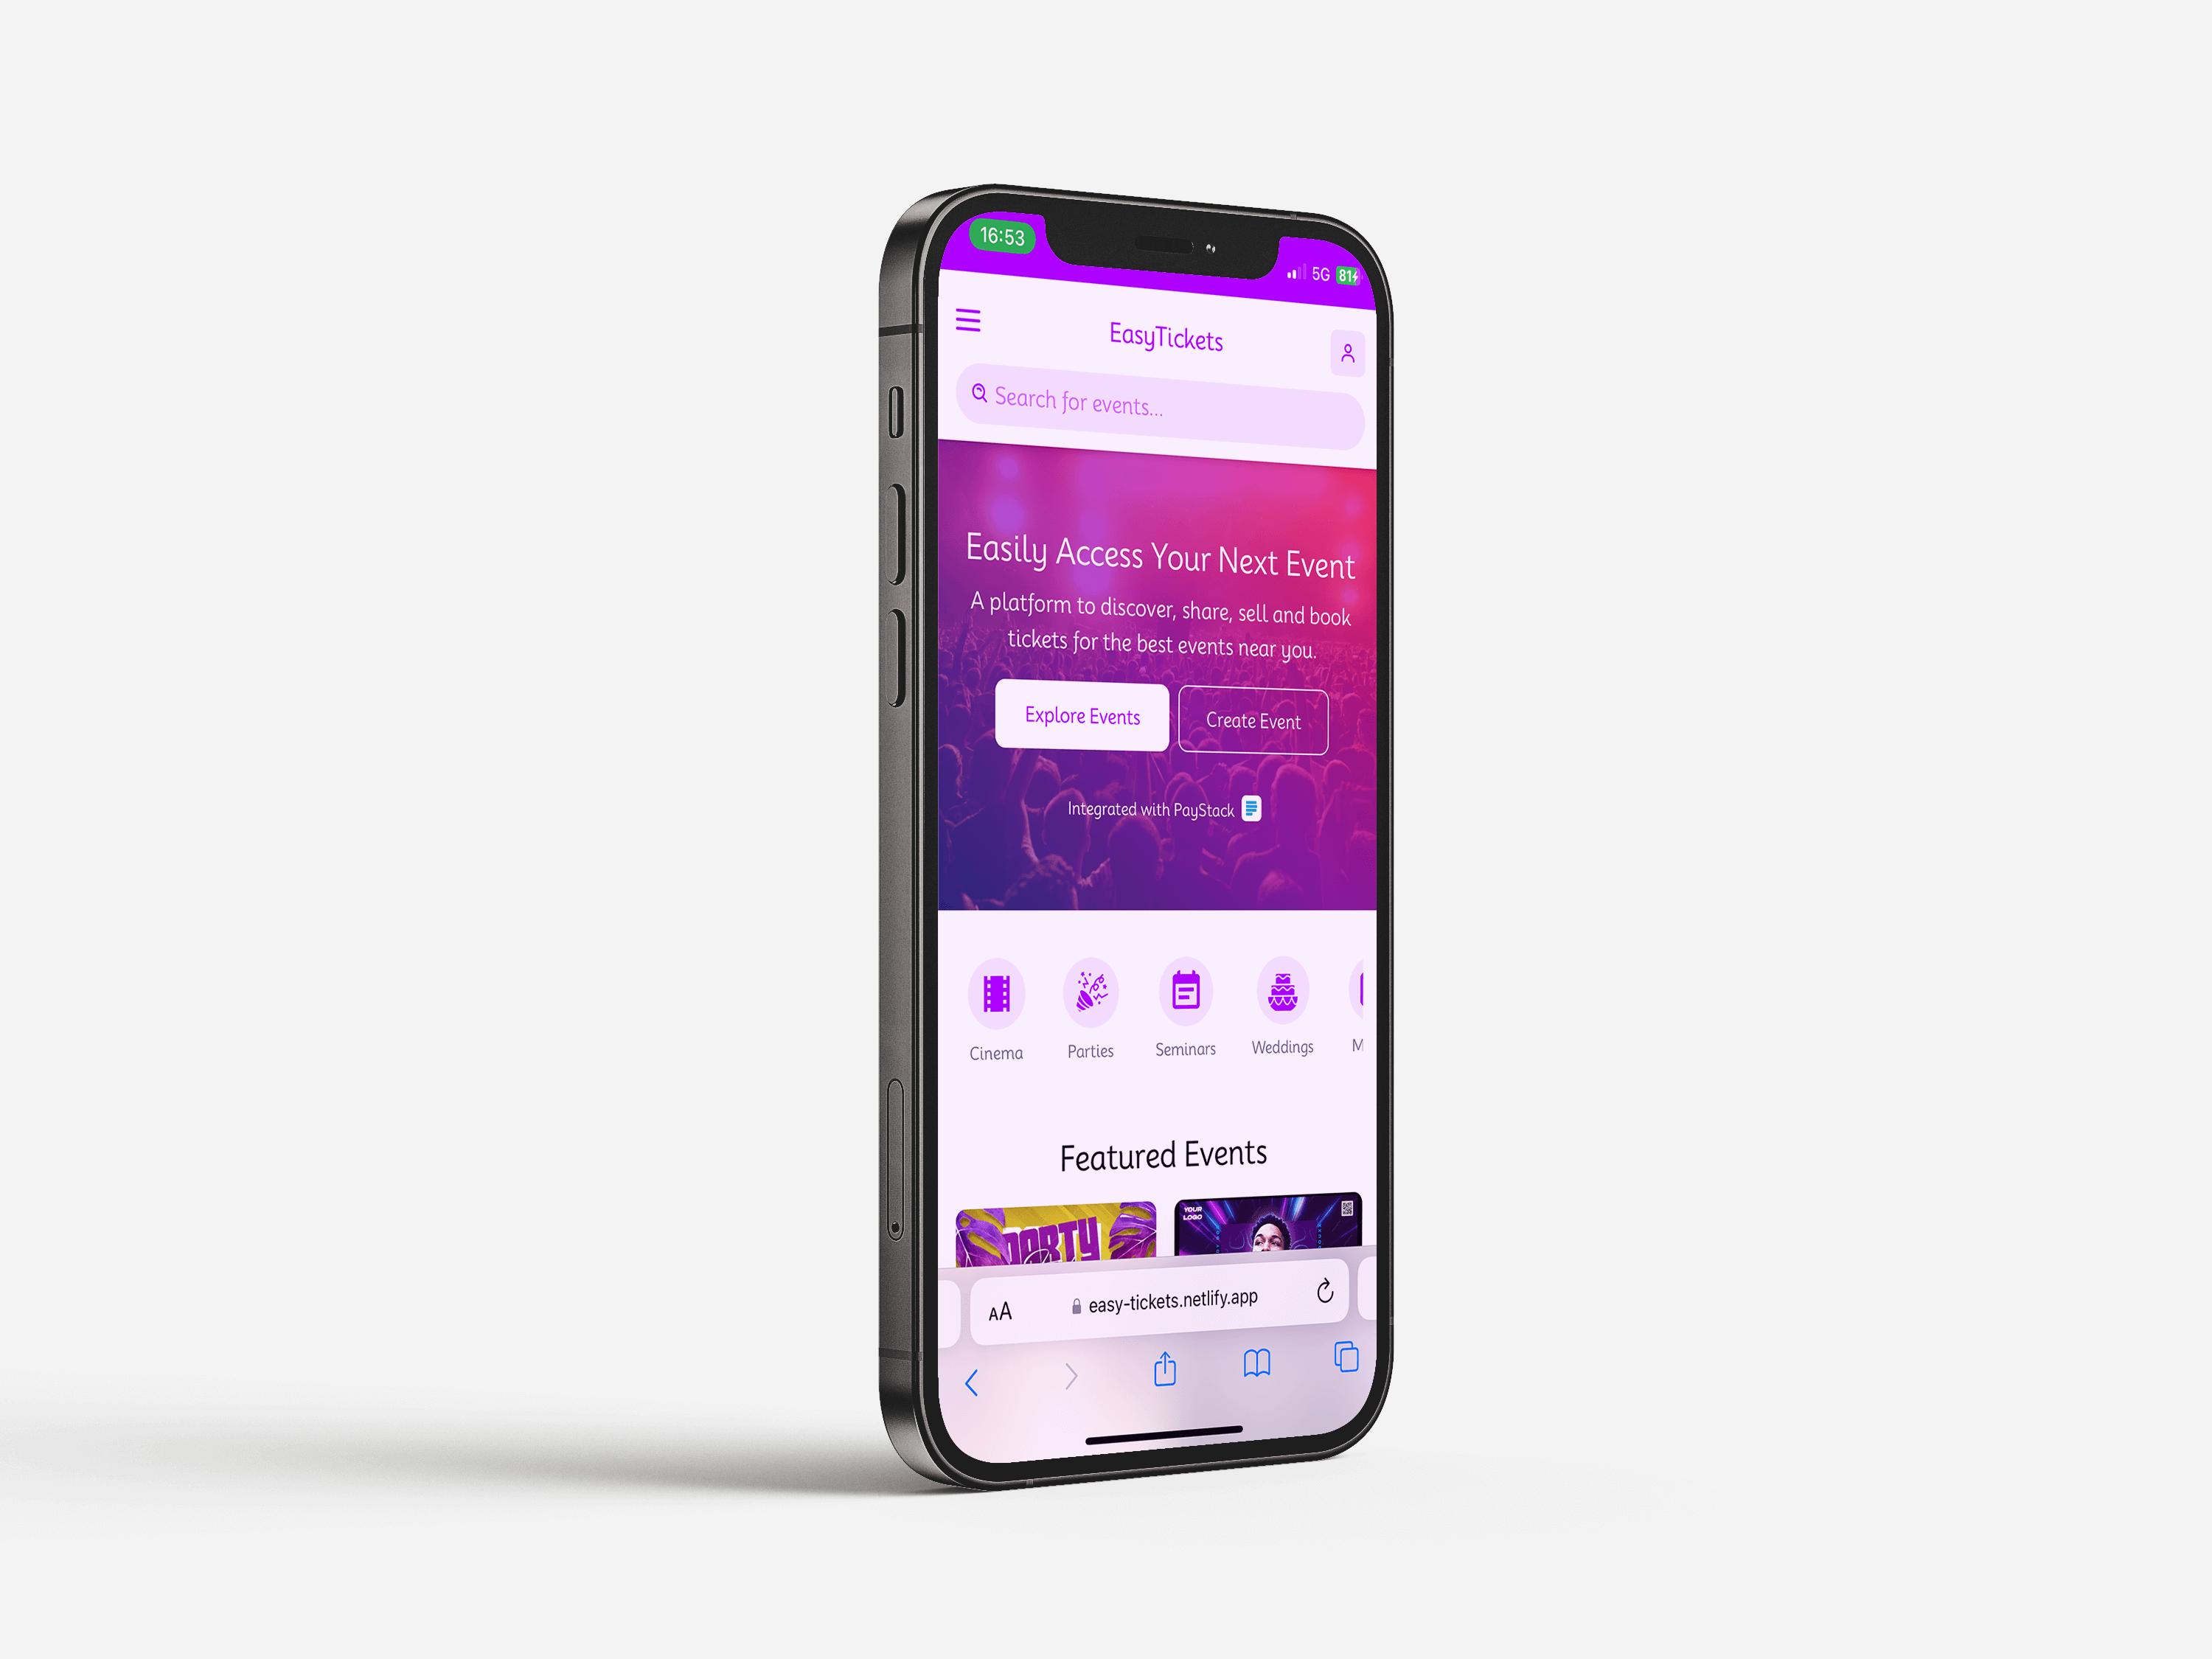 16:53
5G 81
EasyTickets
Search for events...
Easily Access Your Next Event
A platform to discover, share, sell and book
tickets for the best events near you.
Explore Events Create Event
Integrated with PayStack
Cinema Parties Seminars Weddings M
Featured Events
PARTY
YOUR
LOGO
AA easy-tickets.netlify.app